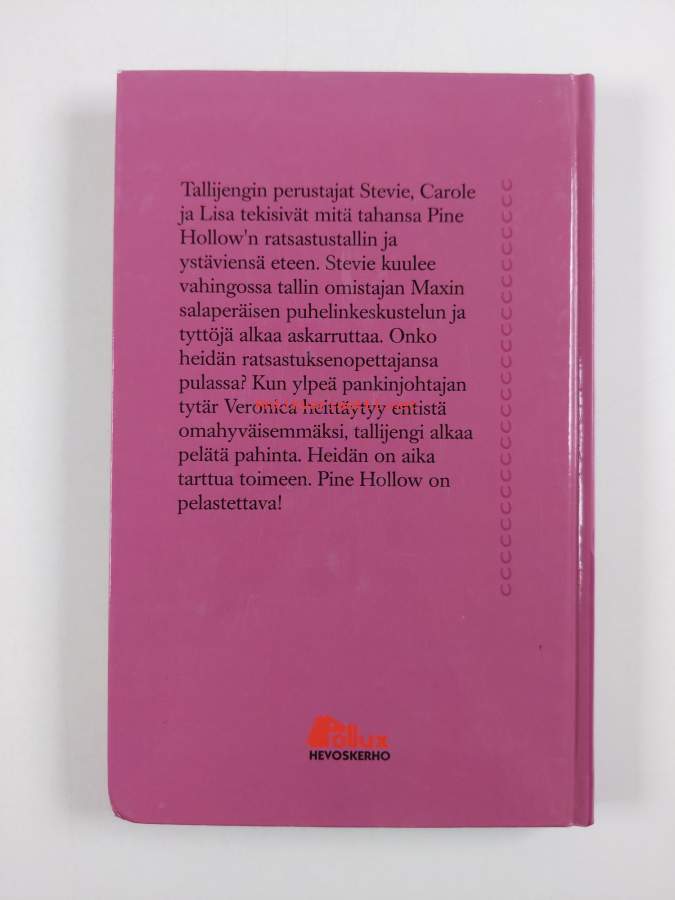 Tallijengin perustajat Stevie, Carole
ja Lisa tekisivät mitä tahansa Pine
Hollow'n ratsastustallin ja
ystäviensä eteen. Stevie kuulee
vahingossa tallin omistajan Maxin
salaperäisen puhelinkeskustelun ja
tyttöjä alkaa askarruttaa. Onko
heidän ratsastuksenopettajansa
pulassa? Kun ylpeä pankinjohtajan
tytär Veronica heittäytyy entistä
omahyväisemmäksi, tallijengi alkaa
pelätä pahinta. Heidän on aika
tarttua toimeen. Pine Hollow on
pelastettava!
Pollux
HEVOSKERHO